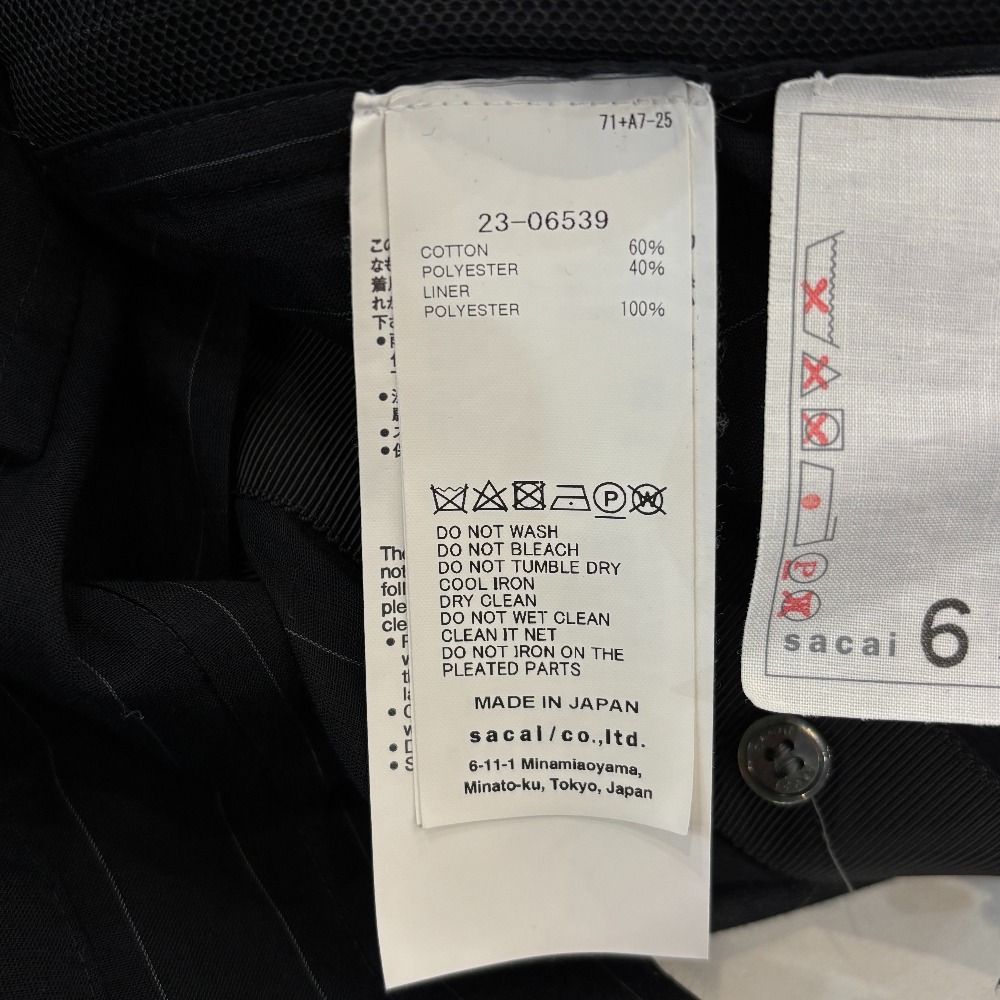 71+A7-25
23-06539
COTTON 60%
POLYESTER 40%
LINER
POLYESTER 100%
P W
DO NOT WASH
DO NOT BLEACH
DO NOT TUMBLE DRY
COOL IRON
DRY CLEAN
DO NOT WET CLEAN
CLEAN IT NET
DO NOT IRON ON THE
PLEATED PARTS
MADE IN JAPAN
sacai/co.,ltd.
6-11-1 Minamiaoyama,
Minato-ku, Tokyo, Japan
P
sacai 6